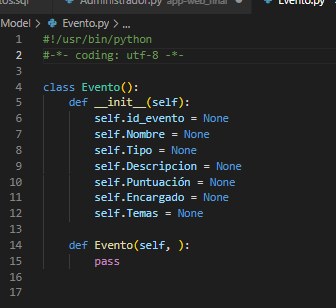 os.sql Administrador.py app-web_final Evento.py
Model > Evento.py > ...
1 #!/usr/bin/python
2 #-*- coding: utf-8 -*-
3
4 class Evento():
5 def __init__(self):
6 self.id_evento = None
7 self.Nombre = None
8 self.Tipo = None
9 self.Descripcion = None
10 self.Puntuación = None
11 self.Encargado = None
12 self.Temas = None
13
14 def Evento(self, ):
15 pass
16
17